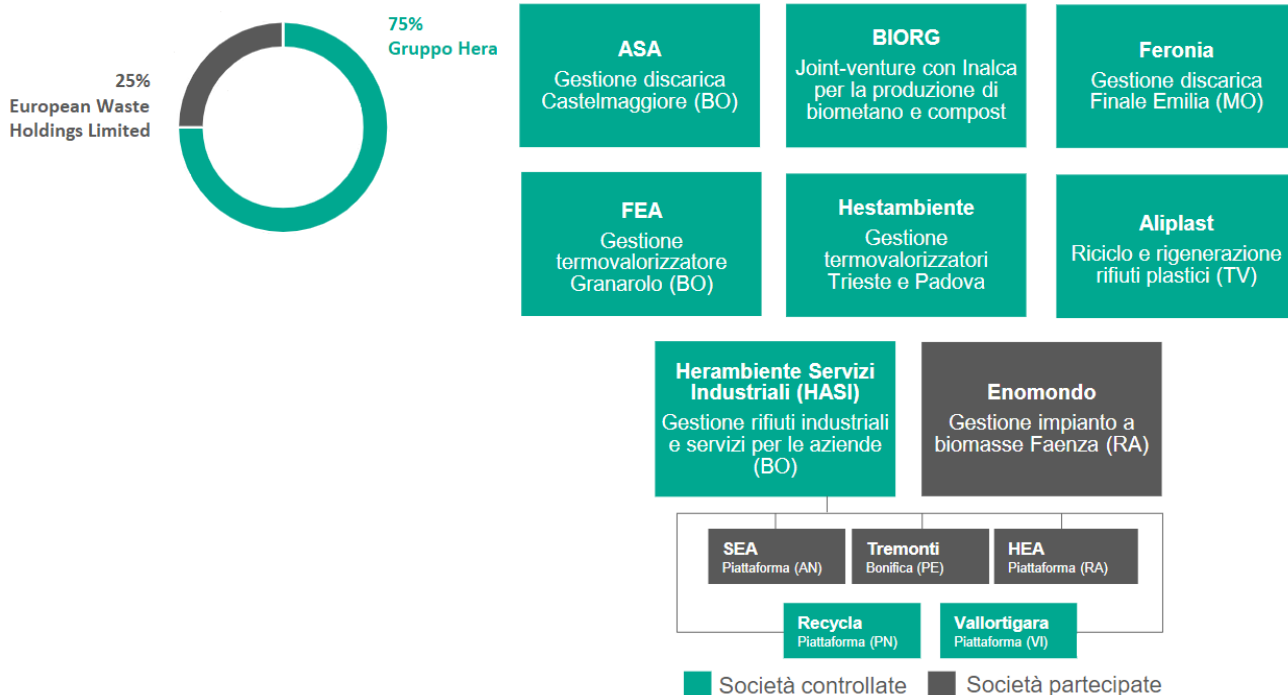 75%
Gruppo Hera
25%
European Waste
Holdings Limited
ASA
Gestione discarica
Castelmaggiore (BO)
BIORG
Joint-venture con Inalca
per la produzione di
biometano e compost
Feronia
Gestione discarica
Finale Emilia (MO)
FEA
Gestione
termovalorizzatore
Granarolo (BO)
Hestambiente
Gestione
termovalorizzatori
Trieste e Padova
Aliplast
Riciclo e rigenerazione
rifiuti plastici (TV)
Herambiente Servizi
Industriali (HASI)
Gestione rifiuti industriali
e servizi per le aziende
(BO)
Enomondo
Gestione impianto a
biomasse Faenza (RA)
SEA
Piattaforma (AN)
Tremonti
Bonifica (PE)
HEA
Piattaforma (RA)
Recycla
Piattaforma (PN)
Vallortigara
Piattaforma (VI)
Società controllate
Società partecipate